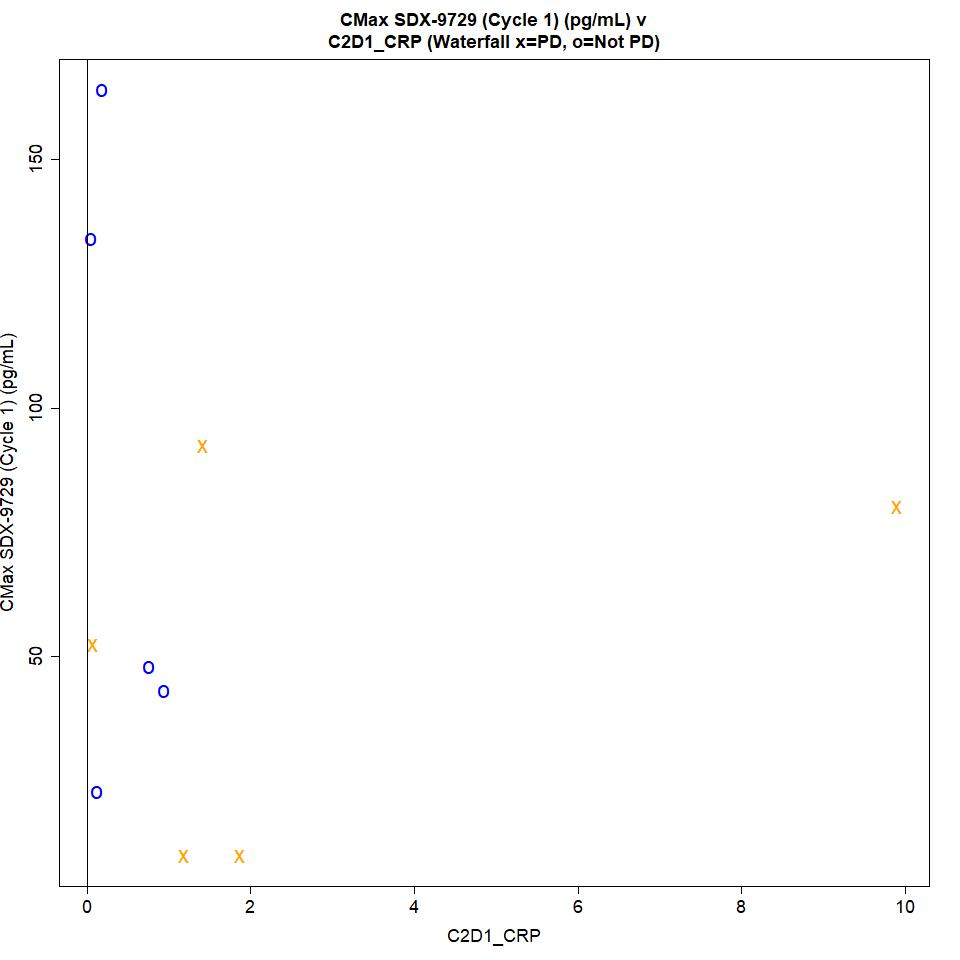 CMax SDX-9729 (Cycle 1) (pg/mL) v
C2D1_CRP (Waterfall x=PD, o=Not PD)
CMax SDX-9729 (Cycle 1) (pg/mL)
150
100
50
O
O
X
X
X
O
O
O
X
X
0
2
4
6
8
10
C2D1_CRP